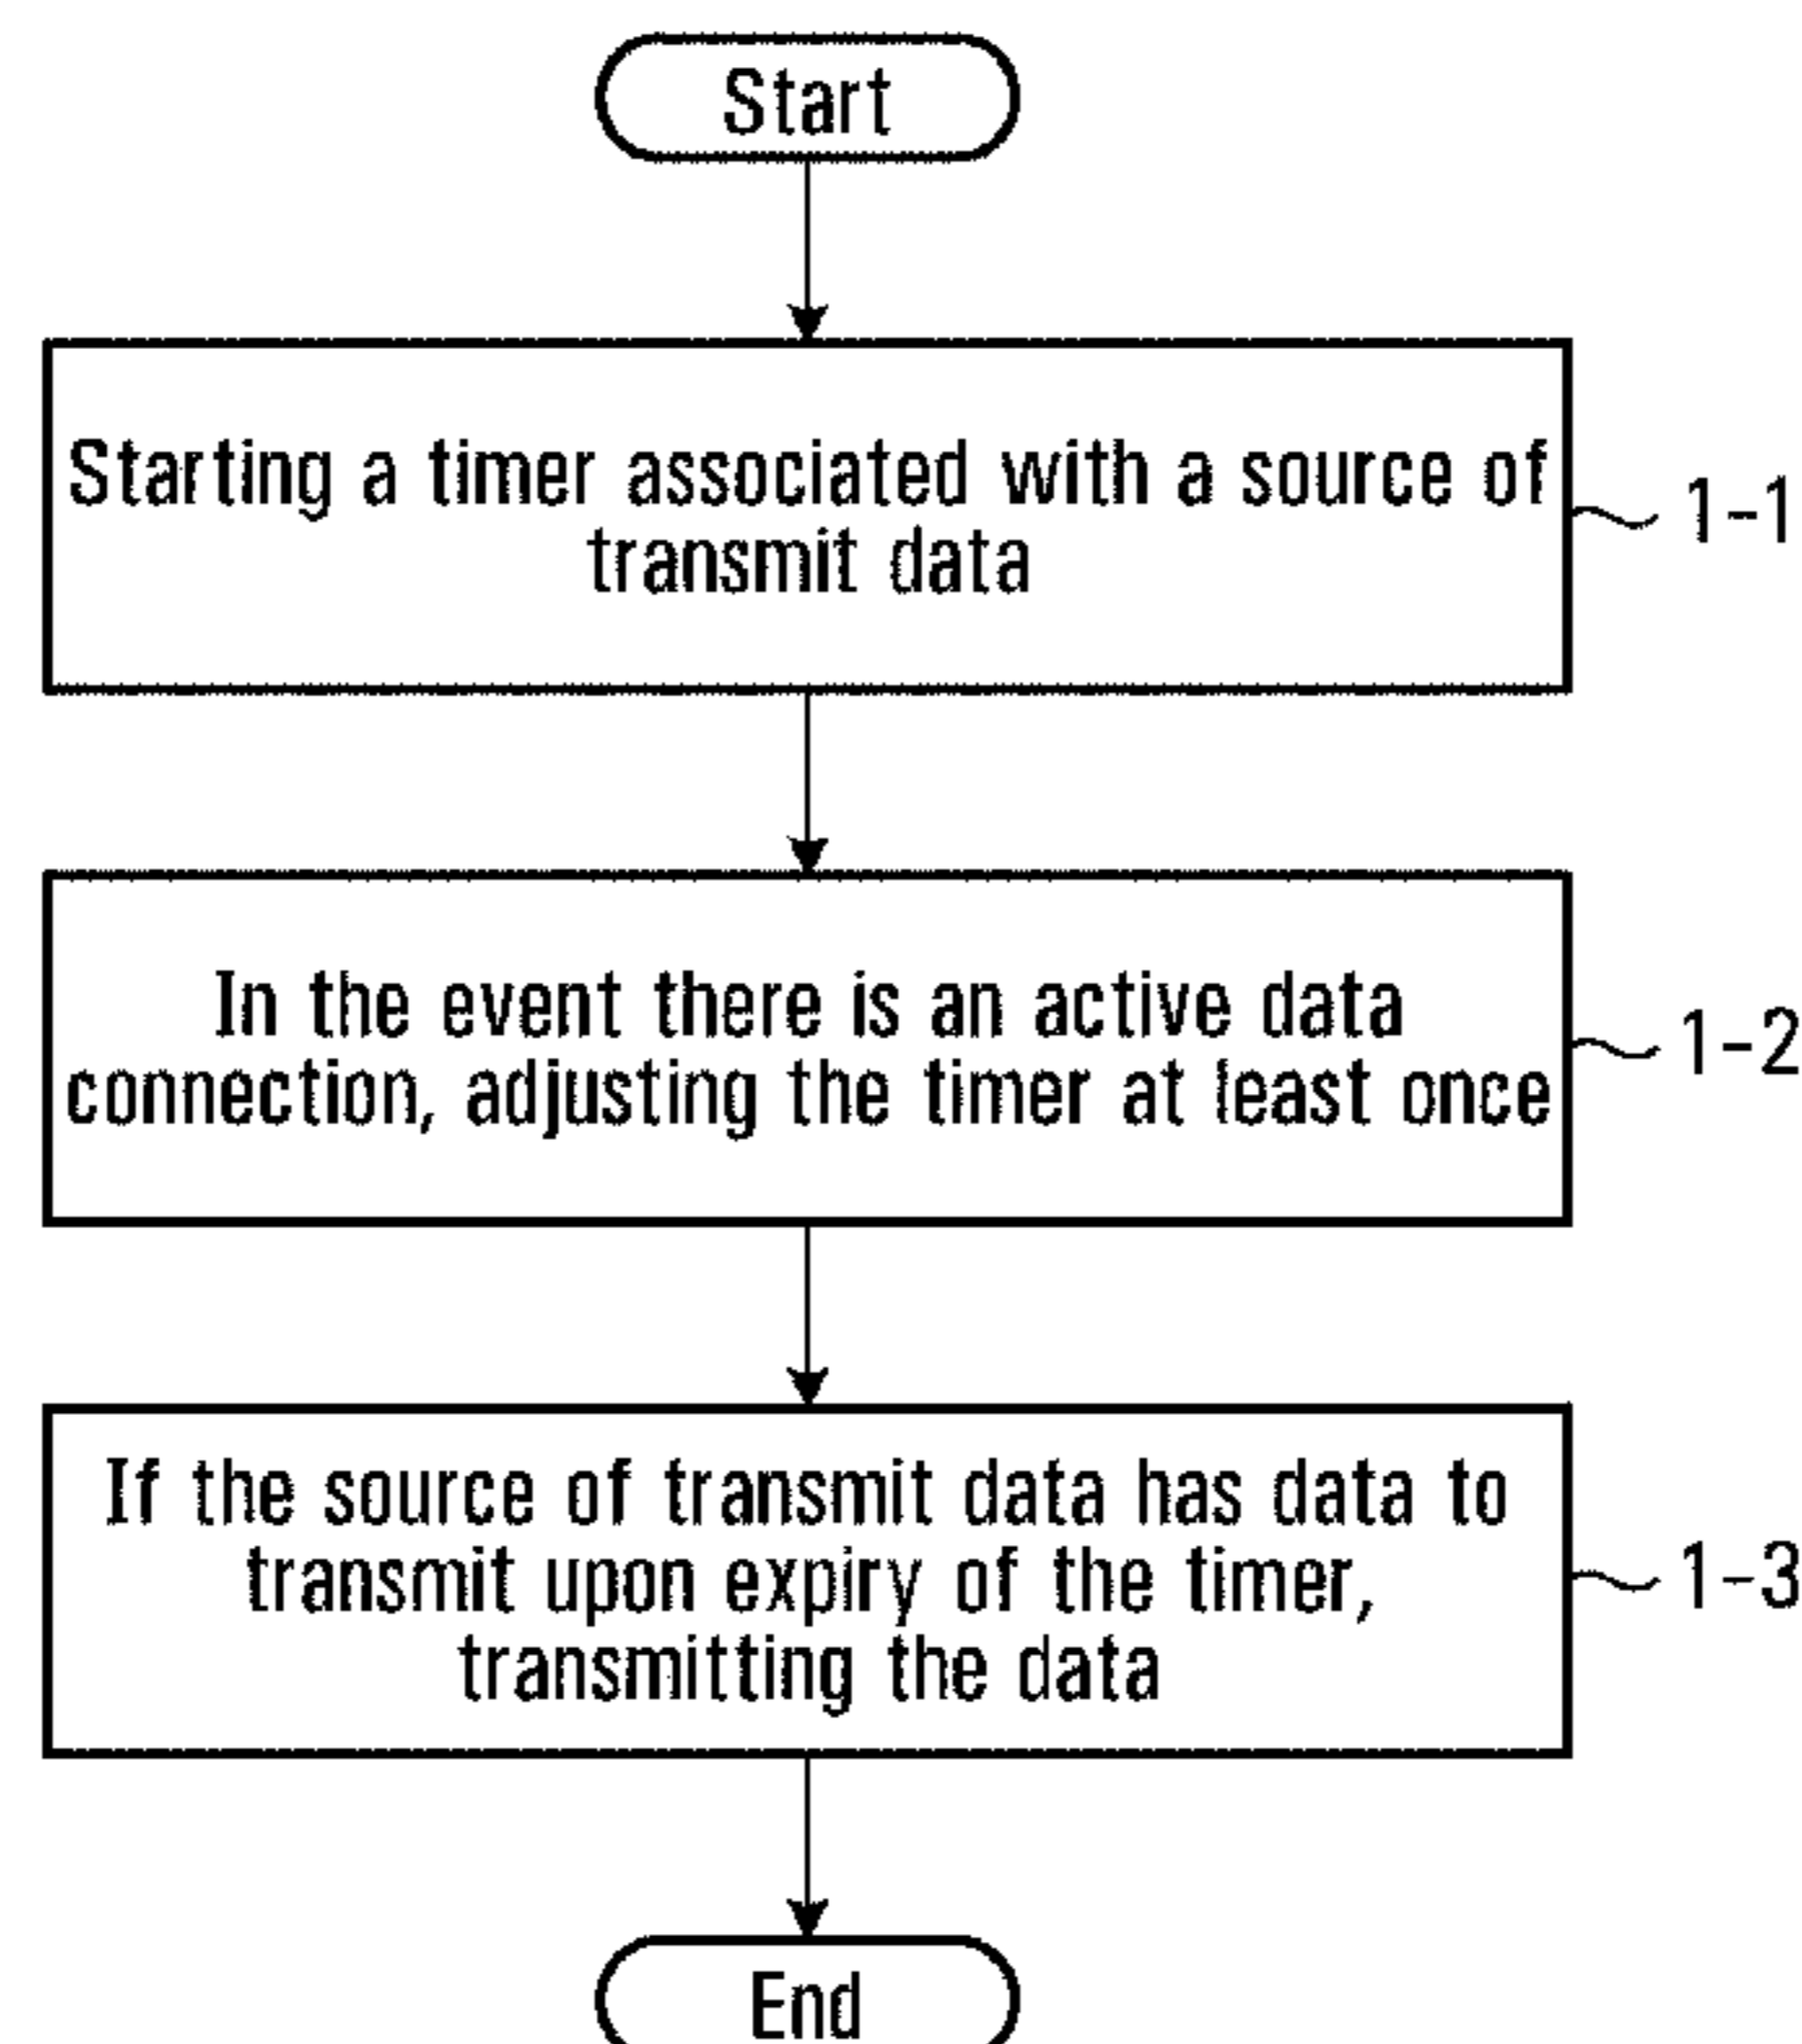 Start
Starting a timer associated with a source of
transmit data
1-1
In the event there is an active data
connection, adjusting the timer at least once
1-2
If the source of transmit data has data to
transmit upon expiry of the timer,
transmitting the data
1-3
End